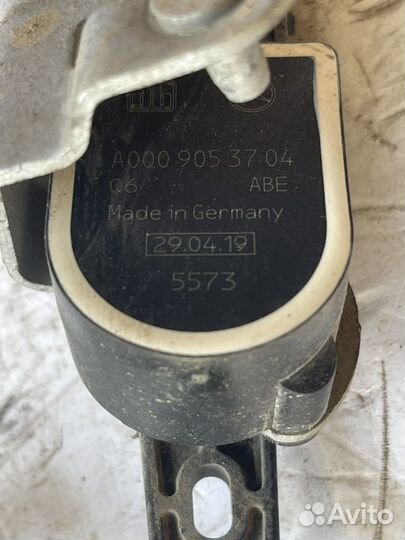 A000 905 37 04
Q6 ABE
Made in Germany
29.04.19
5573
Avito